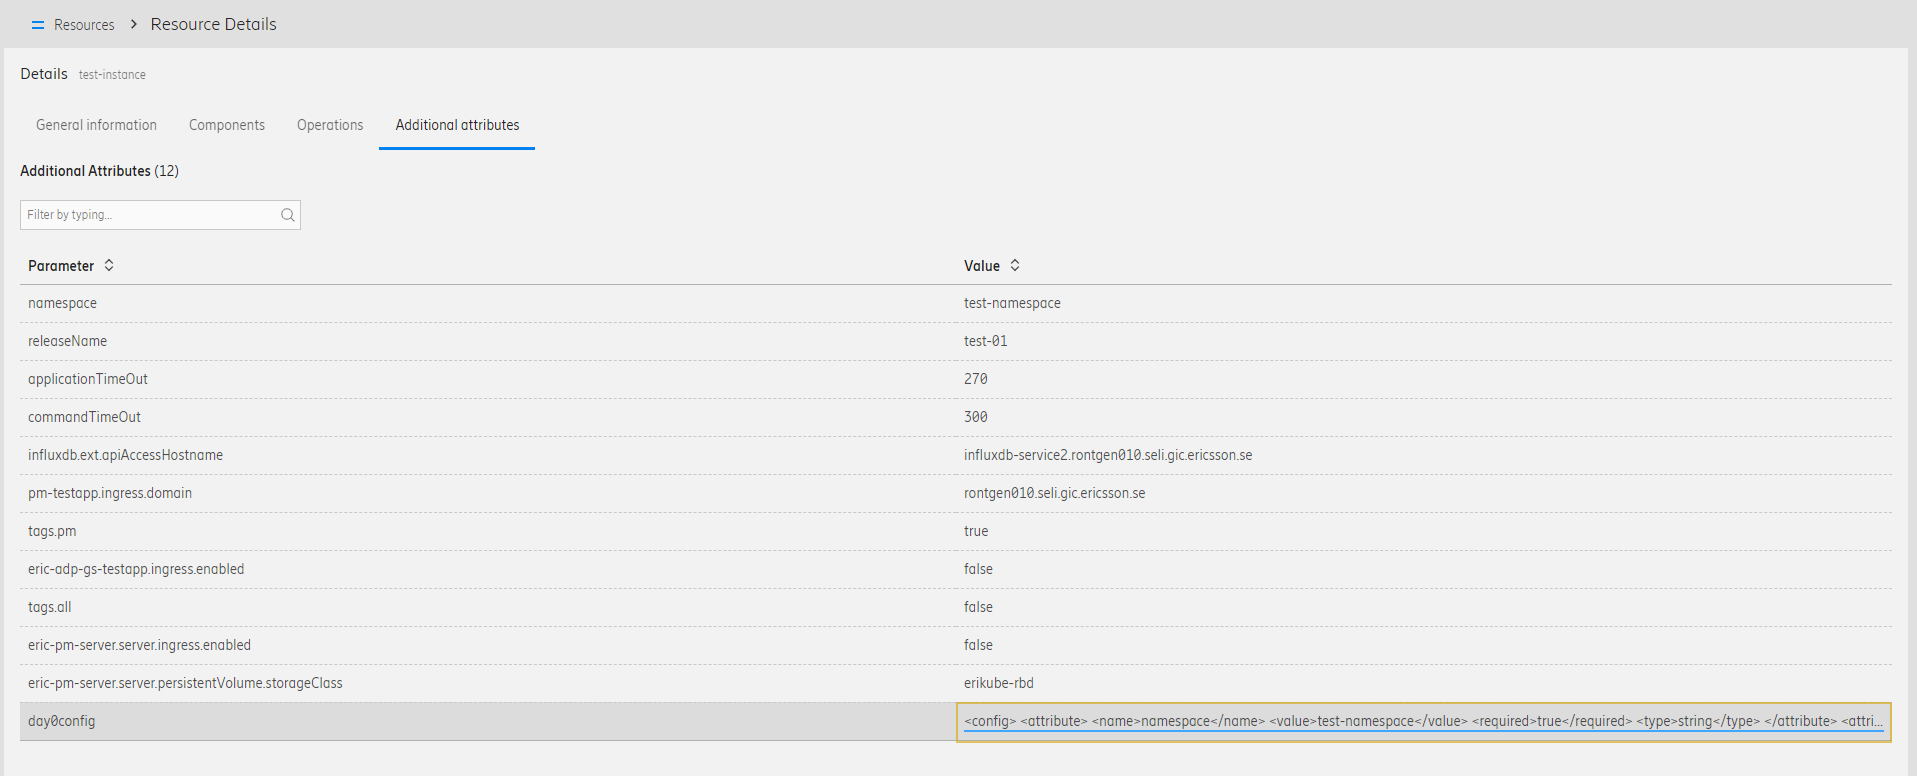 Resources > Resource Details
Details test-instance
General information Components Operations Additional attributes
Additional Attributes (12)
Filter by typing...
Parameter Value
namespace test-namespace
releaseName test-01
applicationTimeOut 270
commandTimeOut 300
influxdb.ext.apiAccessHostname influxdb-service2.rontgen010.seli.gic.ericsson.se
pm-testapp.ingress.domain rontgen010.seli.gic.ericsson.se
tags.pm true
eric-adp-gs-testapp.ingress.enabled false
tags.all false
eric-pm-server.server.ingress.enabled false
eric-pm-server.server.persistentVolume.storageClass erikube-rbd
day0config <config> <attribute> <name>namespace</name> <value>test-namespace</value> <required>true</required> <type>string</type> </attribute> <attri...